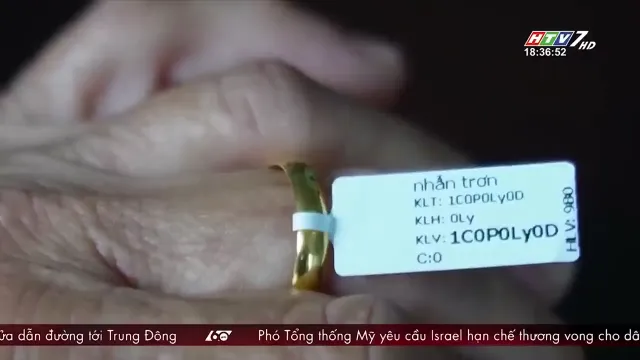 HTV7 HD
18:36:52
nhẫn trơn
KLT: 1C0P0Ly0D
KLH: 0Ly
KLV: 1C0P0Ly0D
C:0
HLV: 980
ửa dẫn đường tới Trung Đông
60
Phó Tổng thống Mỹ yêu cầu Israel hạn chế thương vong cho dâ